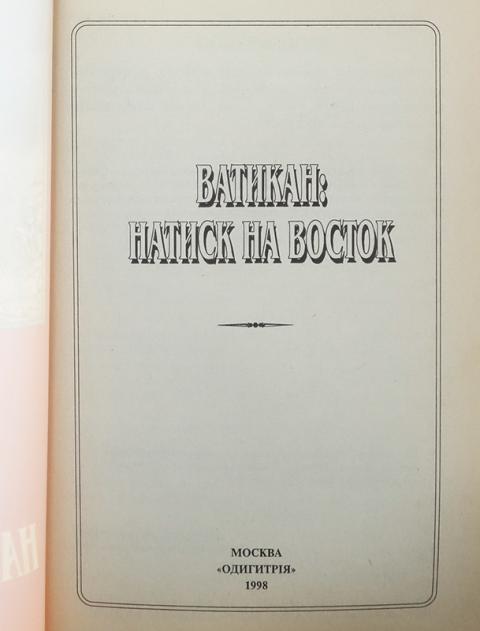 ВАТИКАН:
НАТИСК НА ВОСТОК
МОСКВА
«ОДИГИТРІЯ»
1998